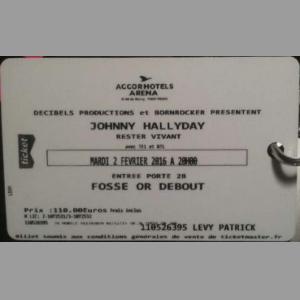 ACCORHOTELS
ARENA
DECIBELS PRODUCTIONS et BORNROCKER PRESENTENT
JOHNNY HALLYDAY
RESTER VIVANT
MARDI 2 FEVRIER 2016 A 20H00
ENTREE PORTE 28
FOSSE OR DEBOUT
ticket
Prix :110.00Euros Frais inclus
110526395 LEVY PATRICK
Billet soumis aux conditions générales de vente de ticketmaster.fr